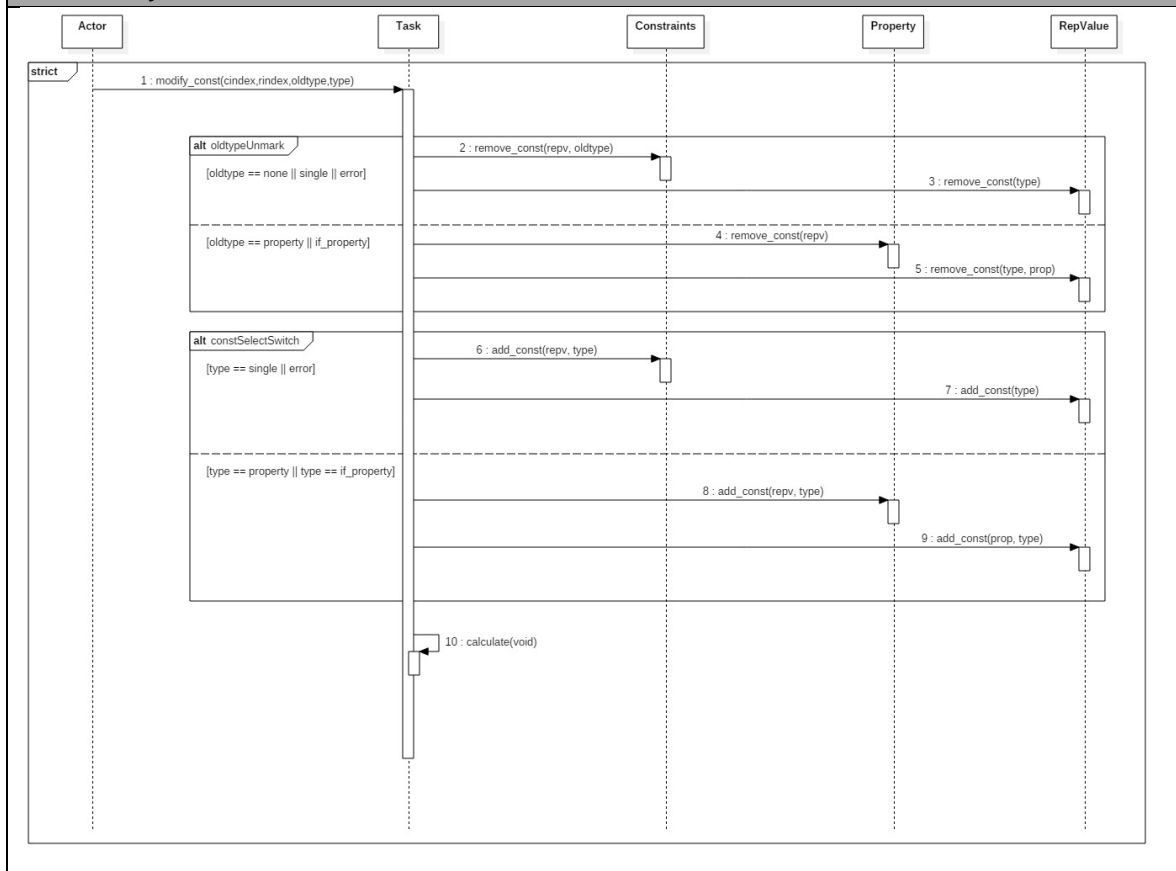 Actor
Task
Constraints
Property
RepValue
strict
1 : modify_const(cindex,rindex,oldtype,type)
alt oldtypeUnmark
2 : remove_const(repv, oldtype)
[oldtype == none || single || error]
3 : remove_const(type)
4 : remove_const(repv)
[oldtype == property || if_property]
5 : remove_const(type, prop)
alt constSelectSwitch
6 : add_const(repv, type)
[type == single || error]
7 : add_const(type)
[type == property || type == if_property]
8 : add_const(repv, type)
9 : add_const(prop, type)
10 : calculate(void)